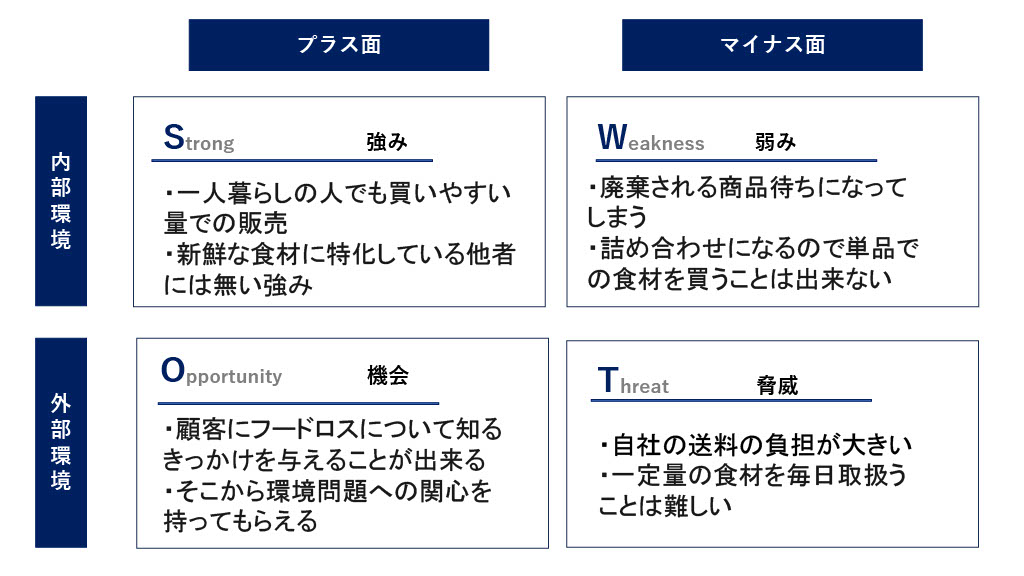 プラス面
マイナス面
内部環境
Strong 強み
・一人暮らしの人でも買いやすい
量での販売
・新鮮な食材に特化している他者
には無い強み
Weakness 弱み
・廃棄される商品待ちになって
しまう
・詰め合わせになるので単品で
の食材を買うことは出来ない
外部環境
Opportunity 機会
・顧客にフードロスについて知る
きっかけを与えることが出来る
・そこから環境問題への関心を
持ってもらえる
Threat 脅威
・自社の送料の負担が大きい
・一定量の食材を毎日取扱う
ことは難しい